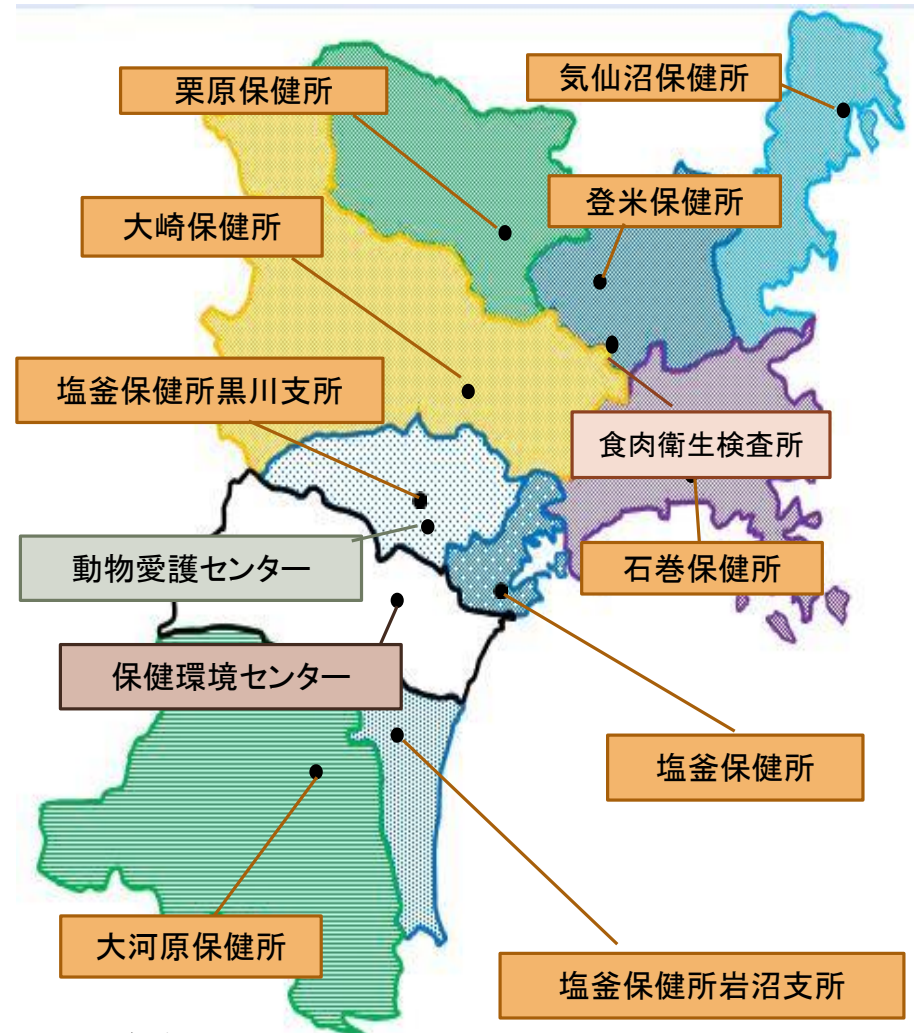 気仙沼保健所
栗原保健所
登米保健所
大崎保健所
塩釜保健所黒川支所
食肉衛生検査所
動物愛護センター
石巻保健所
保健環境センター
塩釜保健所
大河原保健所
塩釜保健所岩沼支所